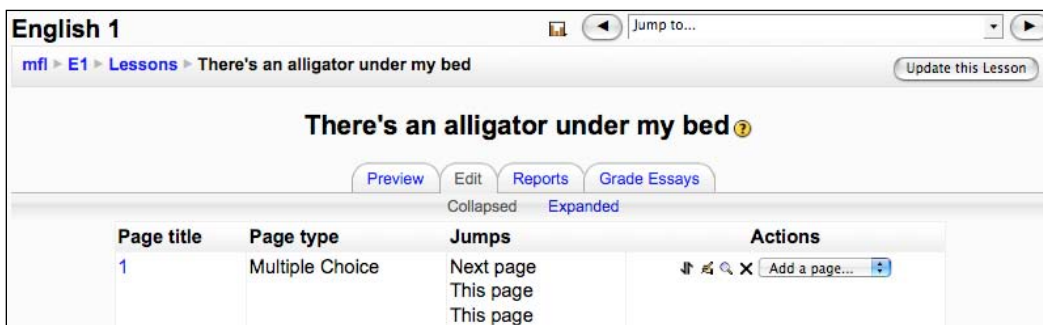 English 1
Jump to...
mfl ► E1 ► Lessons ► There's an alligator under my bed
Update this Lesson
There's an alligator under my bed
Preview Edit Reports Grade Essays
Collapsed Expanded
Page title Page type Jumps Actions
1 Multiple Choice Next page Add a page...
This page
This page